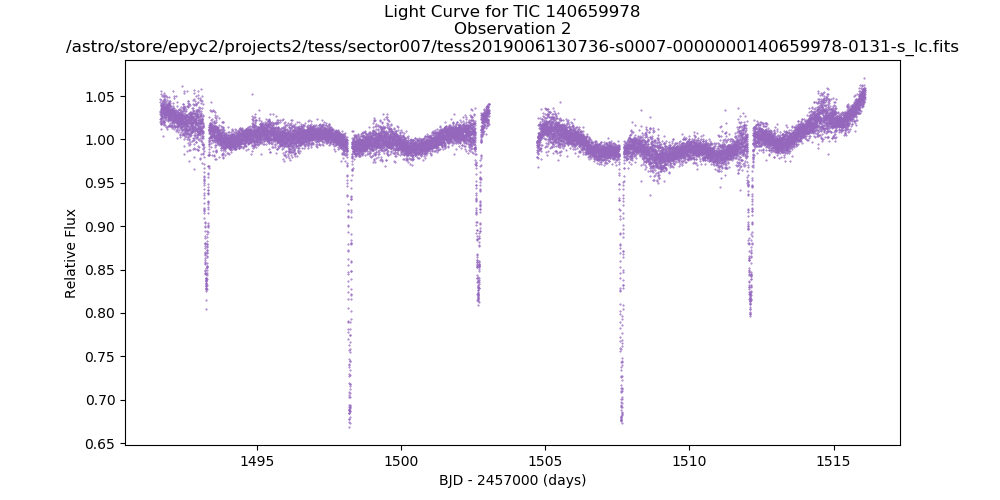 Light Curve for TIC 140659978
Observation 2
/astro/store/epyc2/projects2/tess/sector007/tess2019006130736-s0007-0000000140659978-0131-s_lc.fits
1.05
1.00
0.95
0.90
0.85
0.80
0.75
0.70
0.65
Relative Flux
1495
1500
1505
1510
1515
BJD - 2457000 (days)